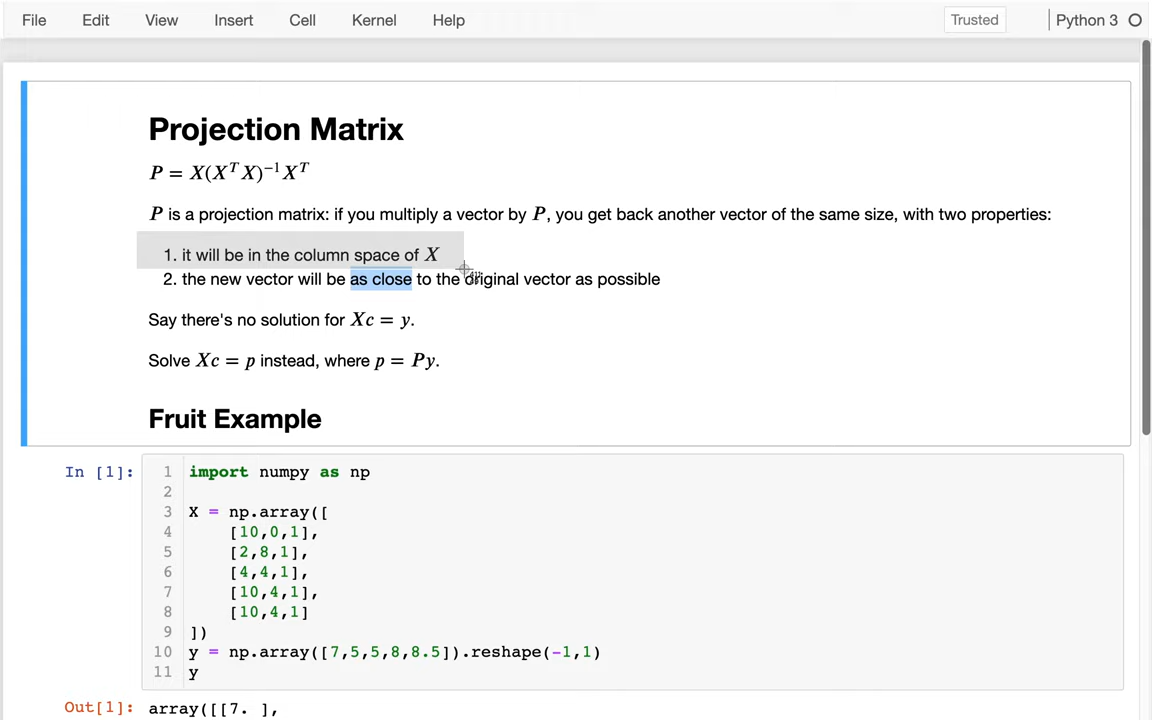 File Edit View Insert Cell Kernel Help Trusted Python 3
Projection Matrix
P = X(XᵀX)⁻¹Xᵀ
P is a projection matrix: if you multiply a vector by P, you get back another vector of the same size, with two properties:
1. it will be in the column space of X
2. the new vector will be as close to the original vector as possible
Say there's no solution for Xc = y.
Solve Xc = p instead, where p = Py.
Fruit Example
In [1]: 1 import numpy as np
2
3 X = np.array([
4     [10,0,1],
5     [2,8,1],
6     [4,4,1],
7     [10,4,1],
8     [10,4,1]
9 ])
10 y = np.array([7,5,5,8,8.5]).reshape(-1,1)
11 y
Out[1]: array([[7. ],